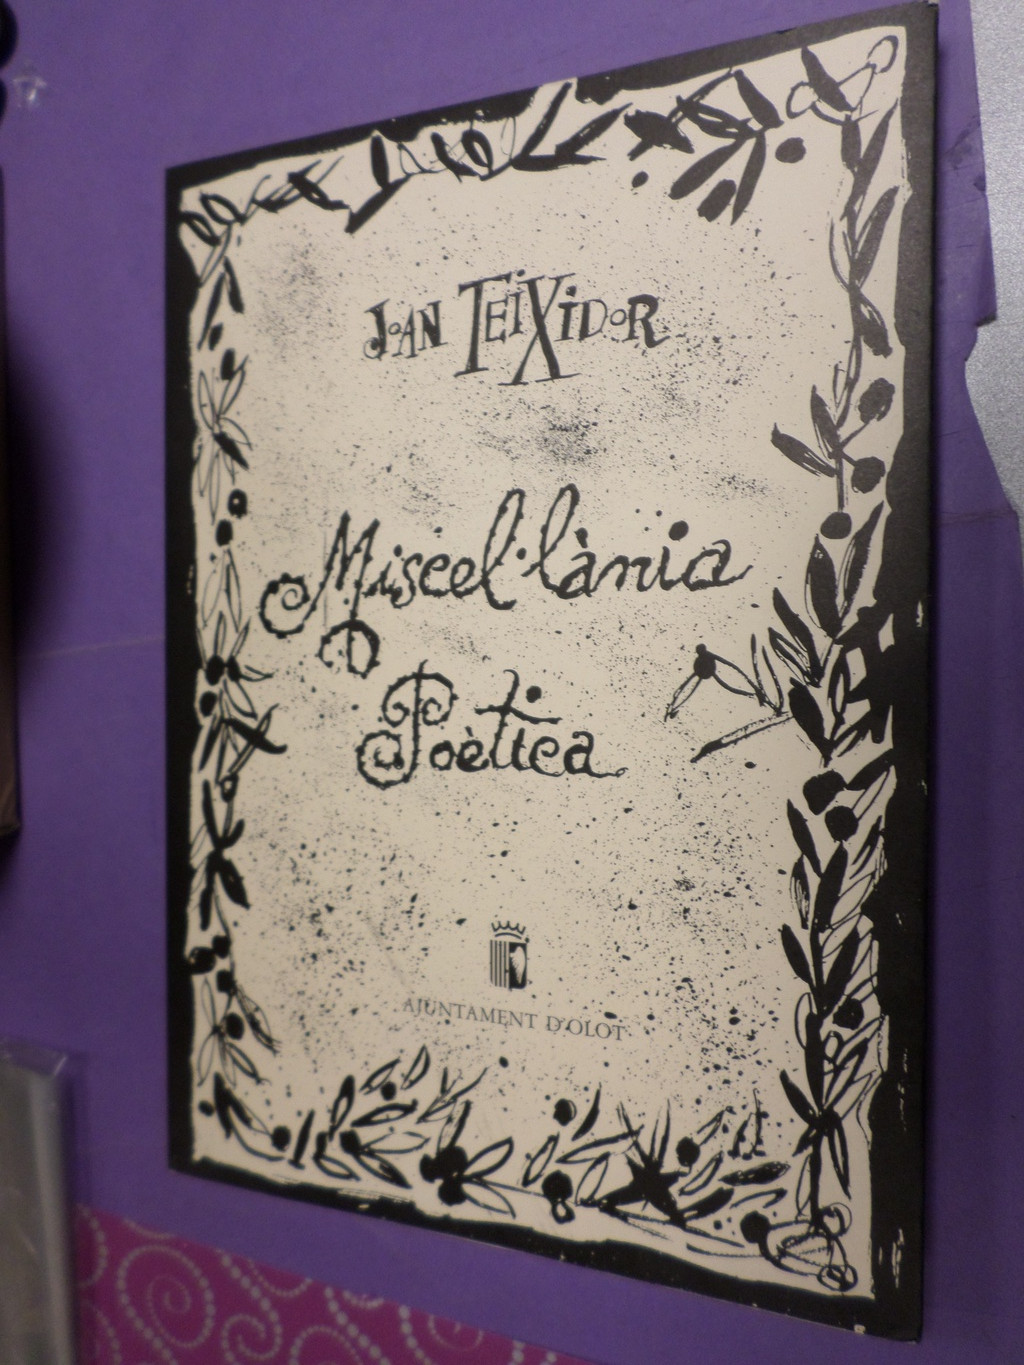 Joan Teixidor
Miscel·lània
Poètica
AJUNTAMENT D'OLOT